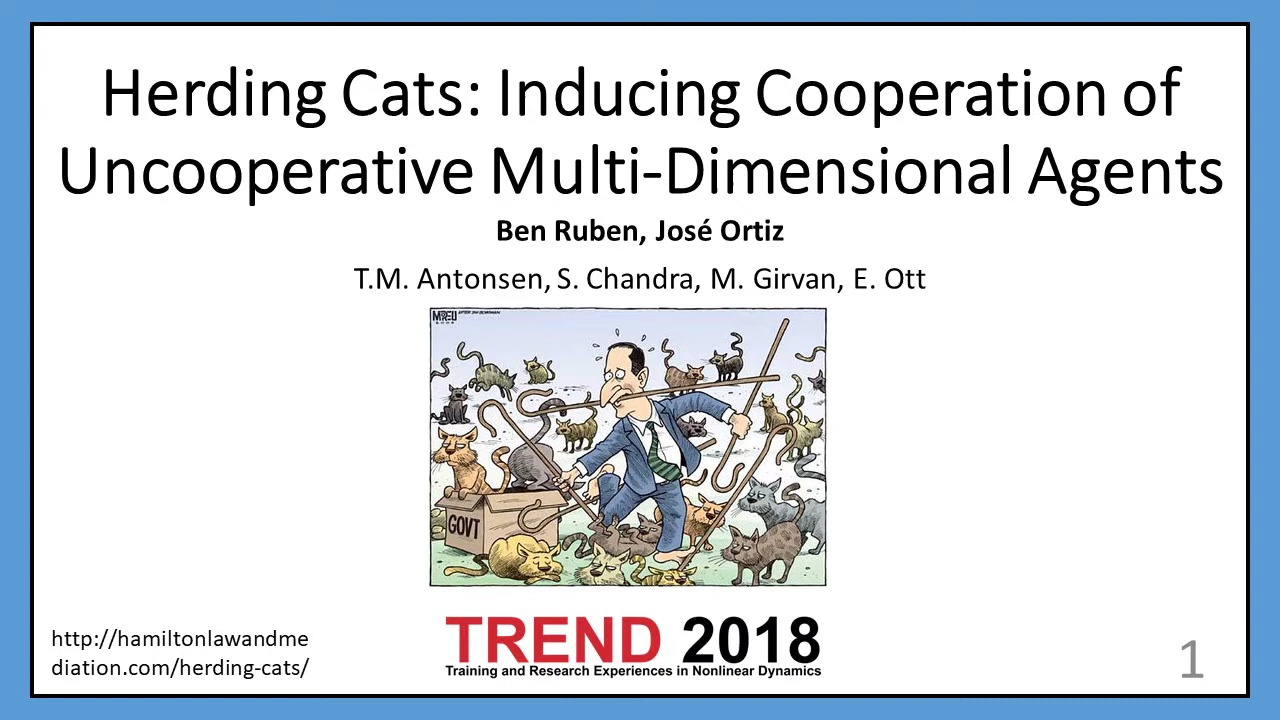 Herding Cats: Inducing Cooperation of
Uncooperative Multi-Dimensional Agents
Ben Ruben, José Ortiz
T.M. Antonsen, S. Chandra, M. Girvan, E. Ott
GOVT
TREND 2018
Training and Research Experiences in Nonlinear Dynamics
http://hamiltonlawandme
diation.com/herding-cats/
1